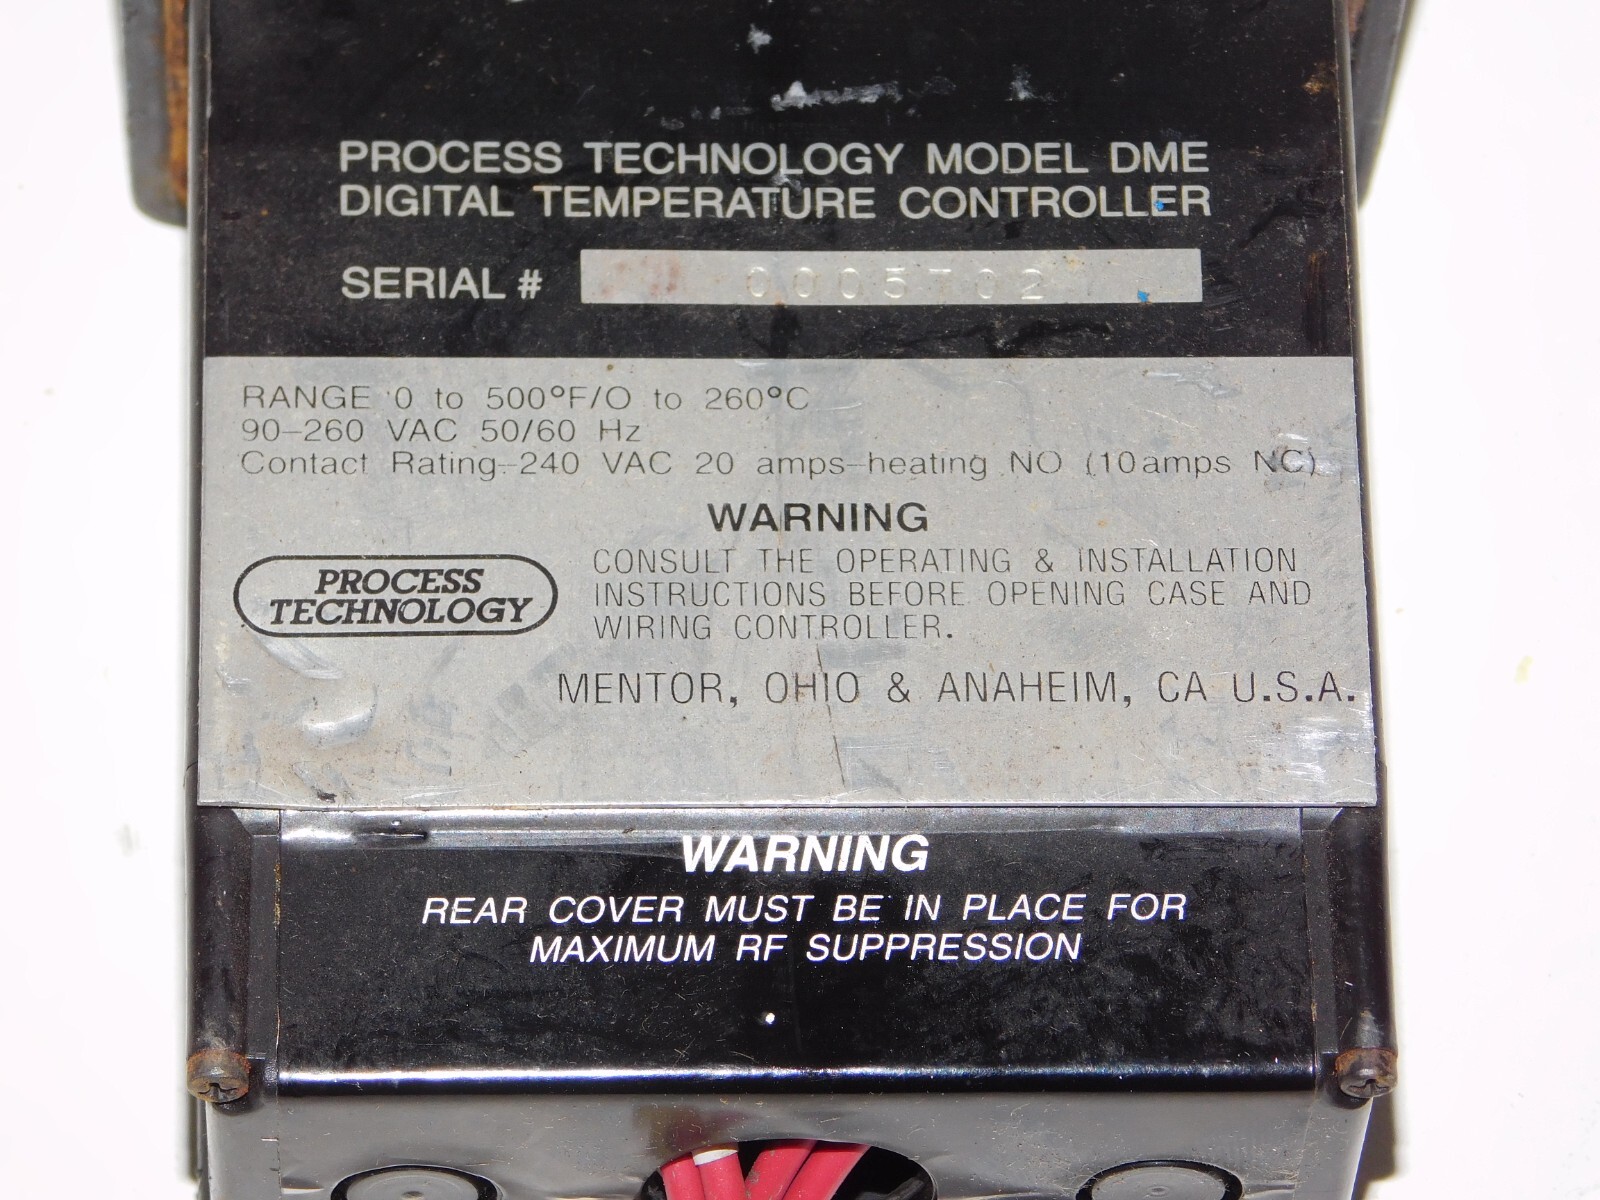 PROCESS TECHNOLOGY MODEL DME
DIGITAL TEMPERATURE CONTROLLER
SERIAL # 0005702
RANGE 0 to 500°F/O to 260°C
90-260 VAC 50/60 Hz
Contact Rating-240 VAC 20 amps-heating NO (10amps NC)
WARNING
CONSULT THE OPERATING & INSTALLATION
INSTRUCTIONS BEFORE OPENING CASE AND
WIRING CONTROLLER.
PROCESS
TECHNOLOGY
MENTOR, OHIO & ANAHEIM, CA U.S.A.
WARNING
REAR COVER MUST BE IN PLACE FOR
MAXIMUM RF SUPPRESSION